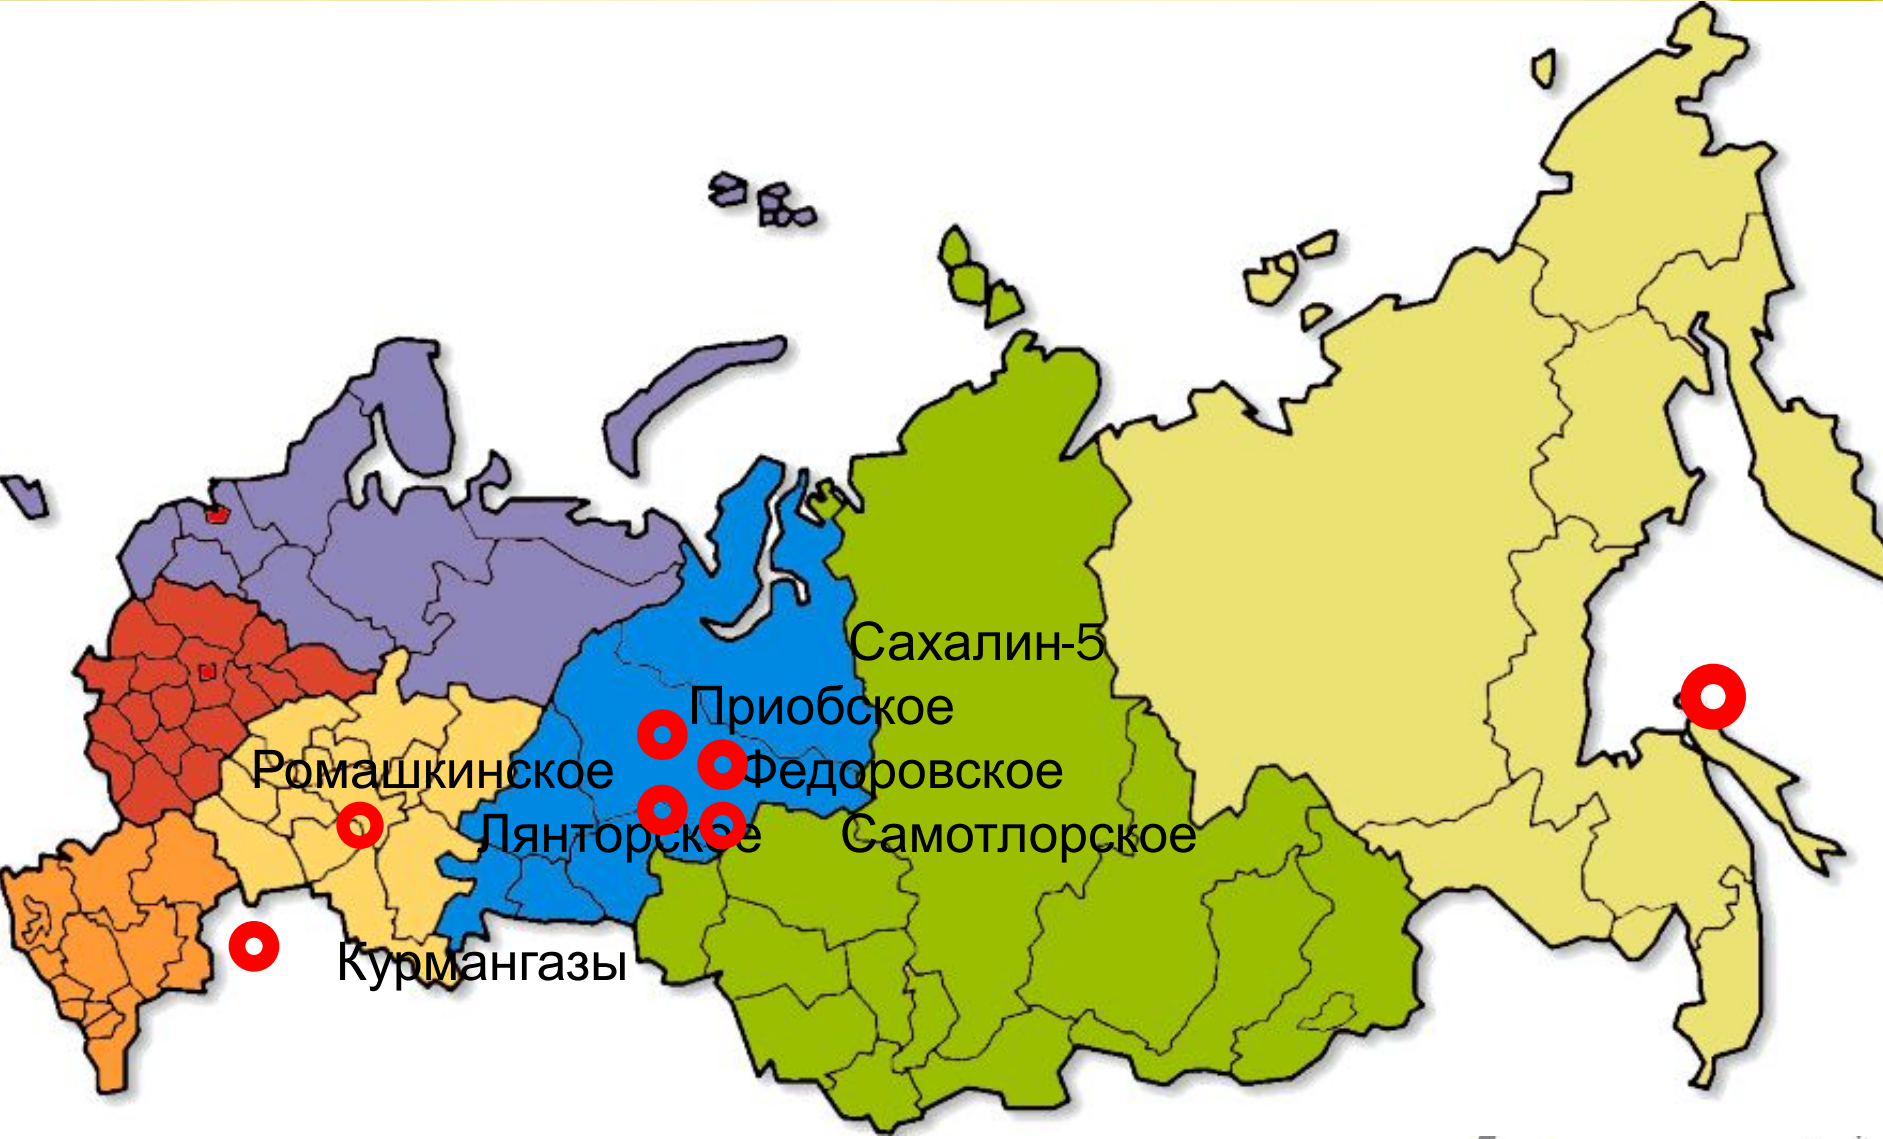 Сахалин-5
Приобское
Ромашкинское
Федоровское
Лянторское
Самотлорское
Курмангазы